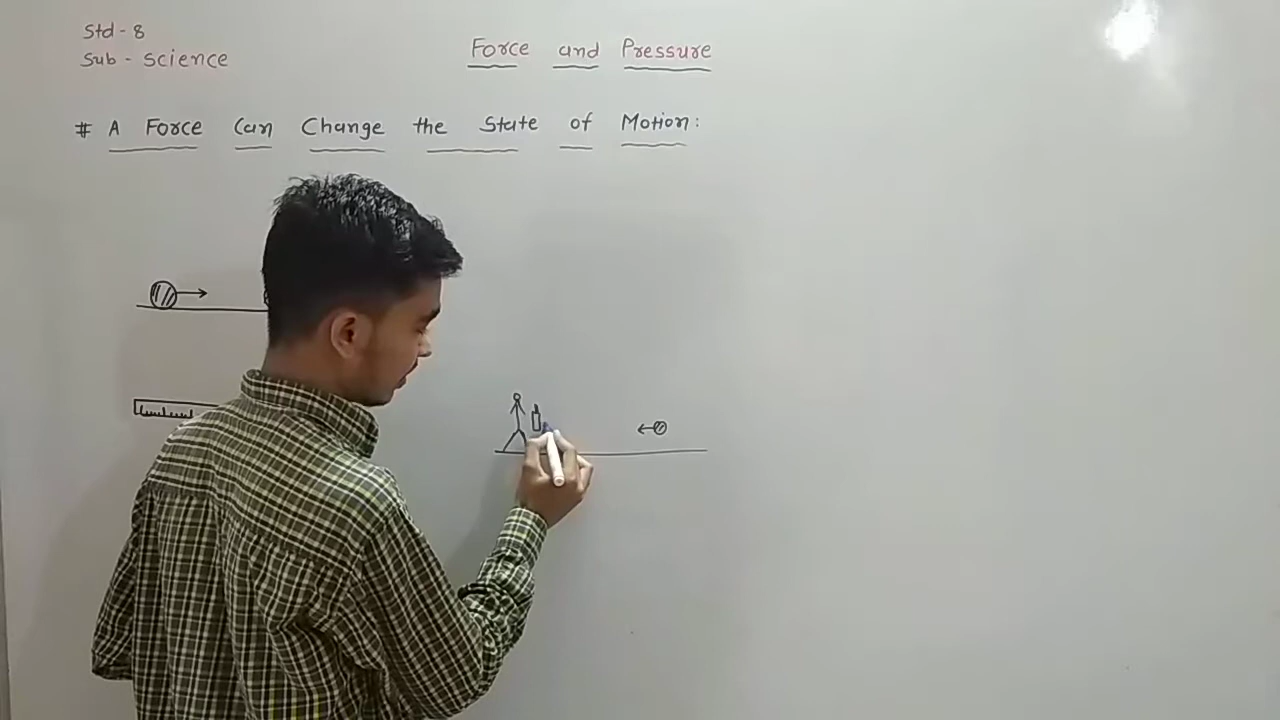 Std - 8
Sub - Science
Force and Pressure
# A Force Can Change the State of Motion: